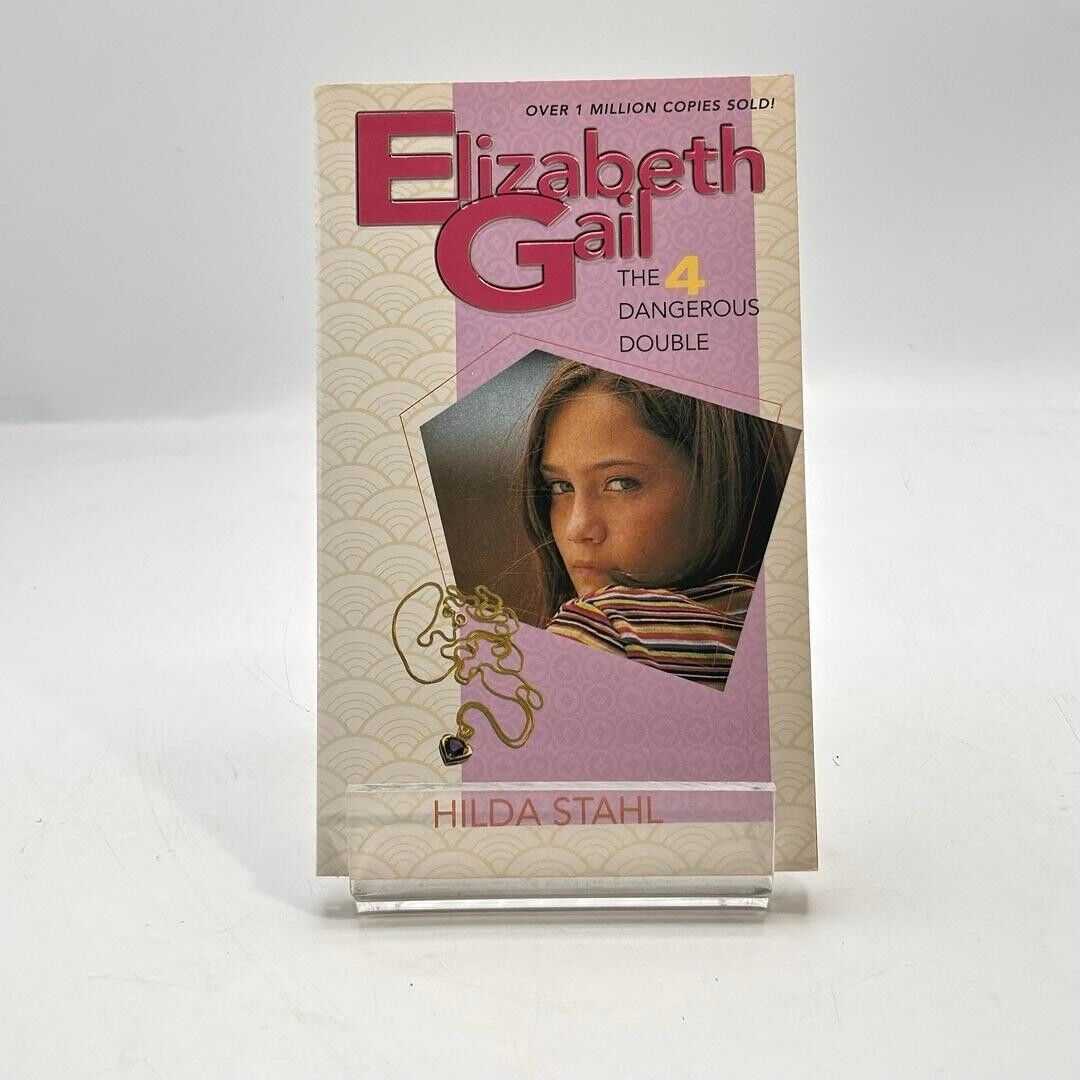 OVER 1 MILLION COPIES SOLD!
Elizabeth
Gail
THE 4
DANGEROUS
DOUBLE
HILDA STAHL